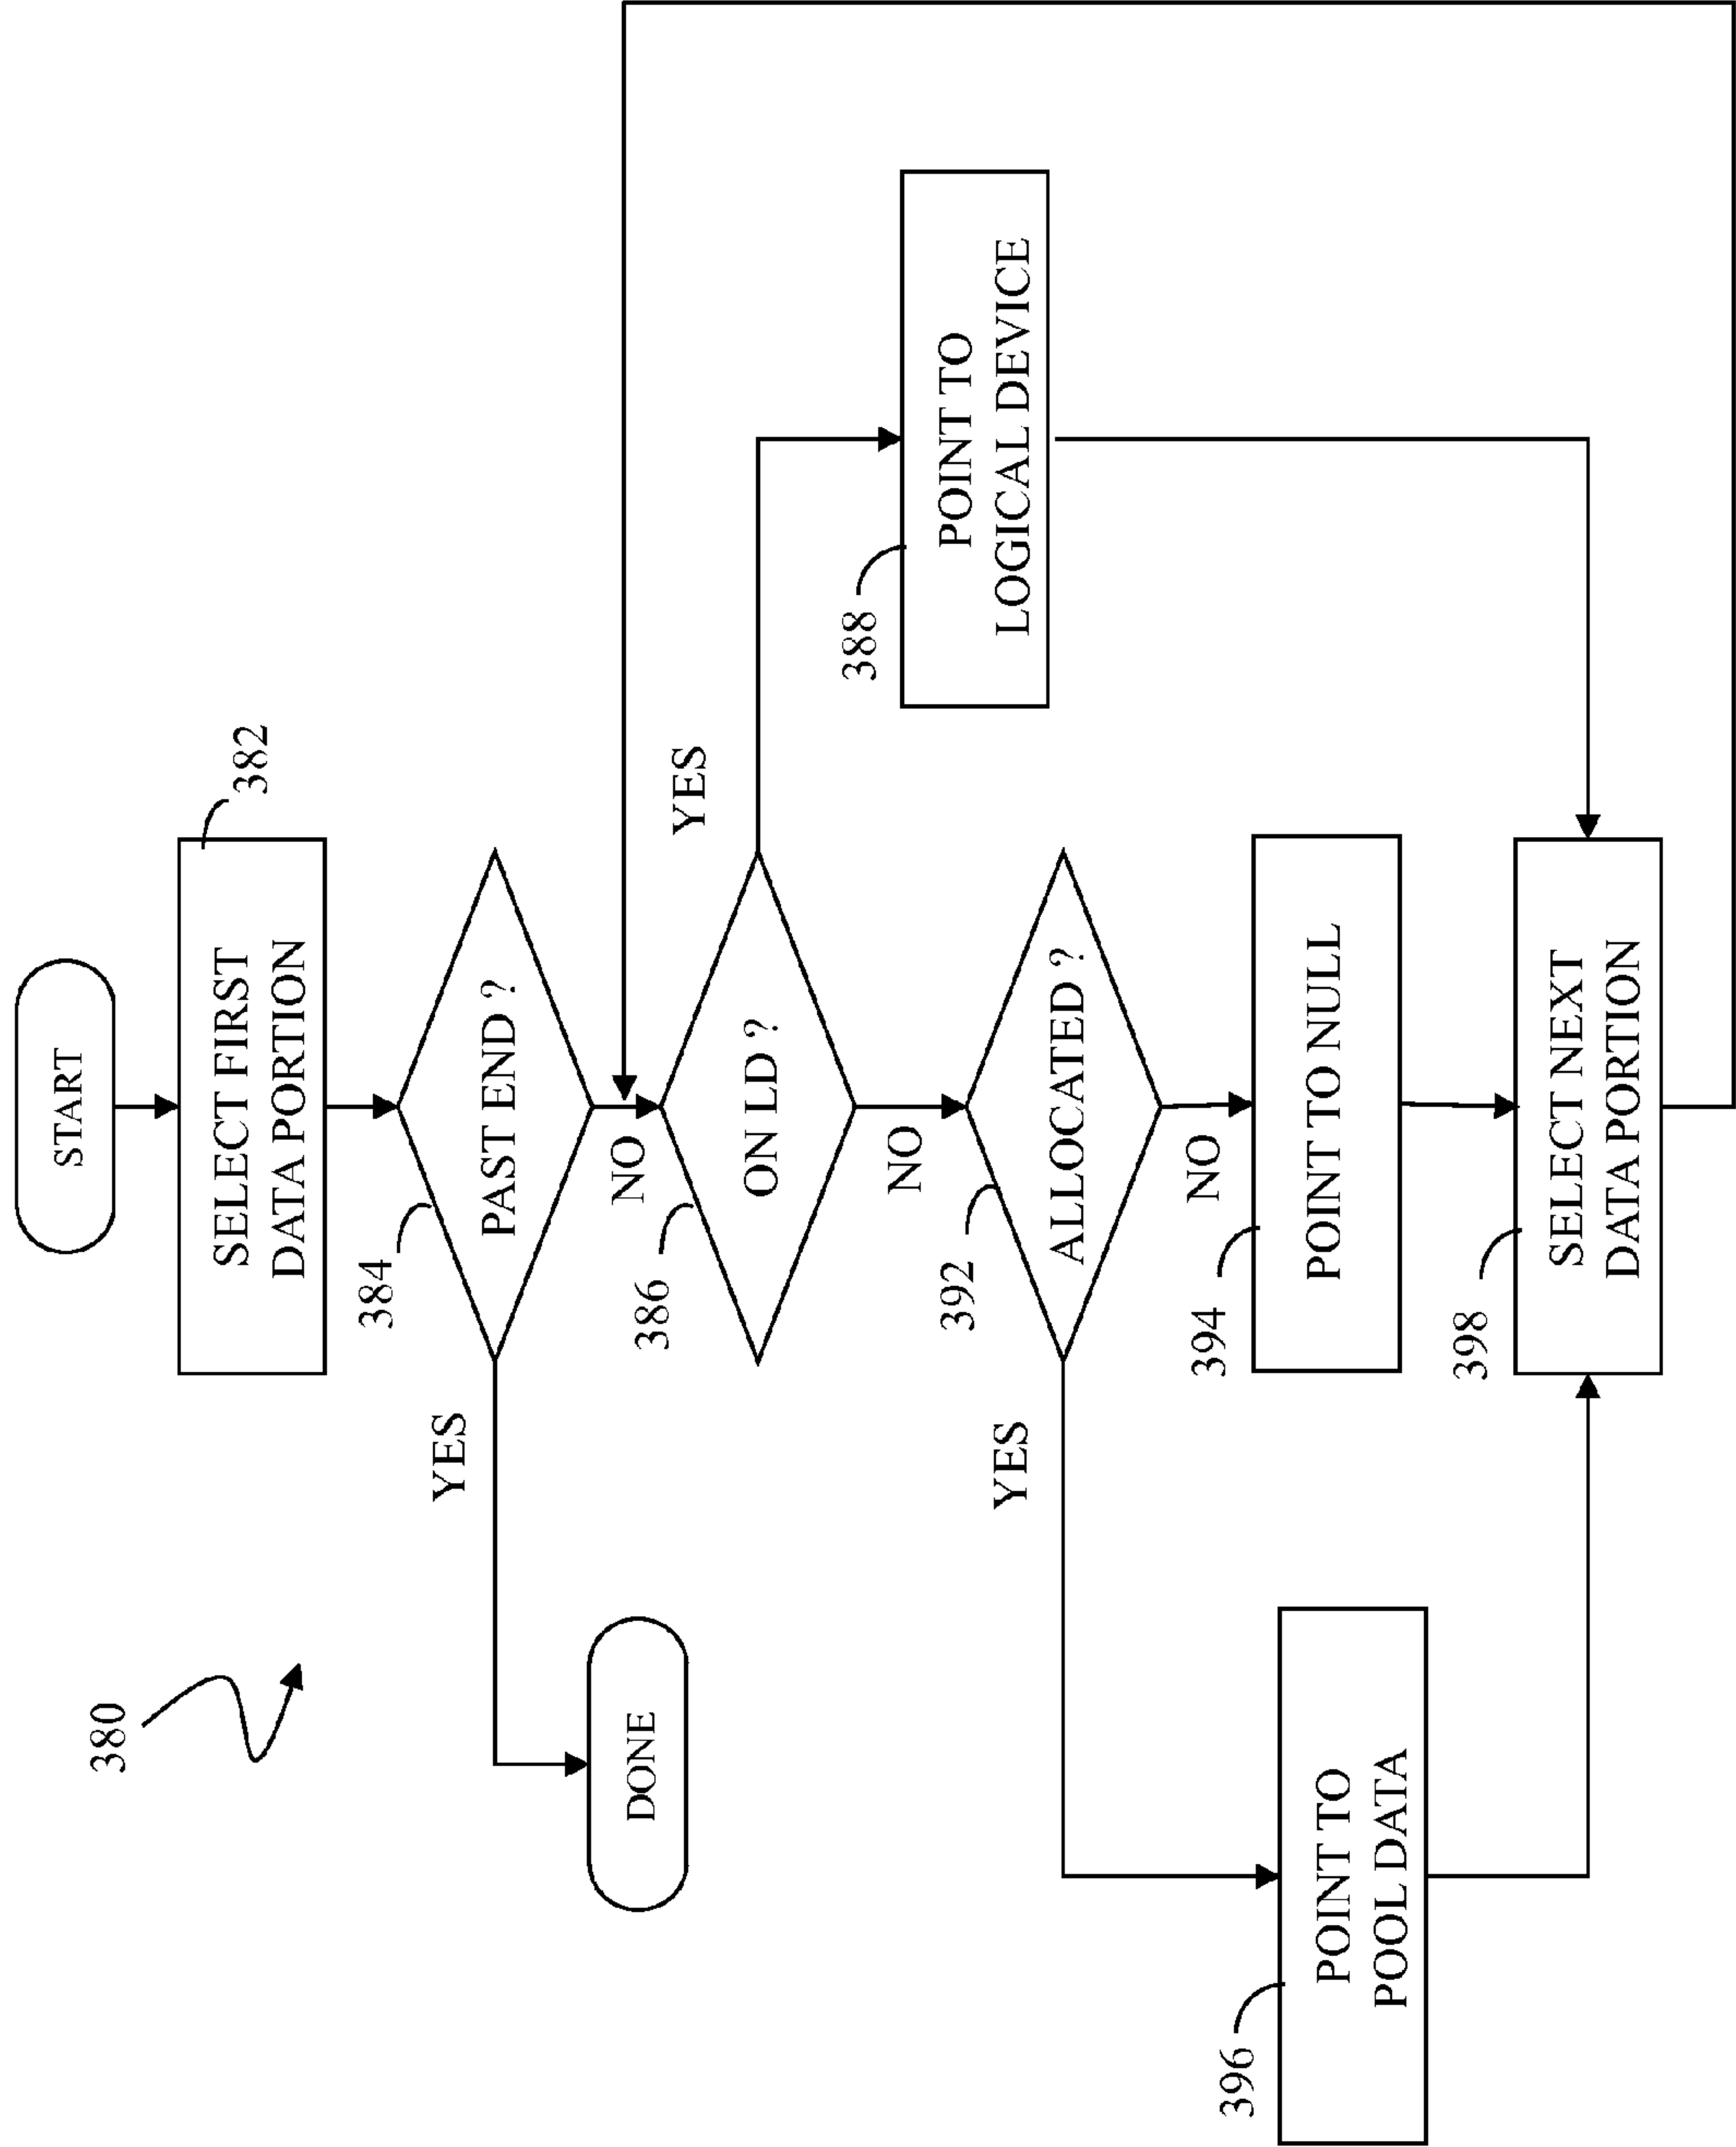 380
START
382
SELECT FIRST
DATA PORTION
384
PAST END ?
YES
NO
DONE
386
ON LD ?
YES
NO
388
POINT TO
LOGICAL DEVICE
392
ALLOCATED ?
YES
NO
394
POINT TO NULL
396
POINT TO
POOL DATA
398
SELECT NEXT
DATA PORTION